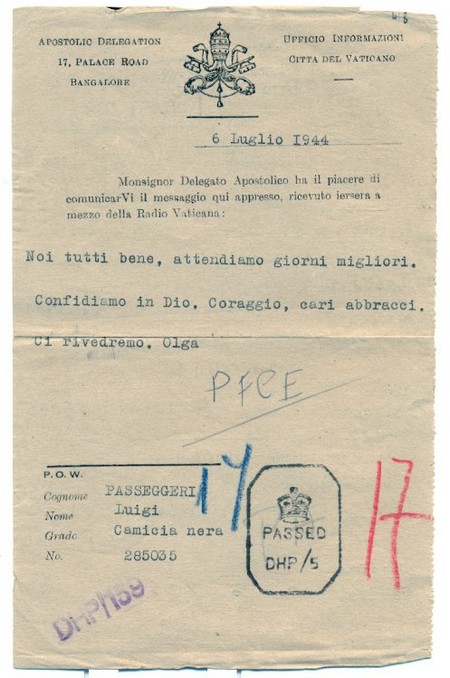 APOSTOLIC DELEGATION
17, PALACE ROAD
BANGALORE
UFFICIO INFORMAZIONI
CITTA DEL VATICANO
6 Luglio 1944
Monsignor Delegato Apostolico ha il piacere di
comunicarVi il messaggio qui appresso, ricevuto iersera a
mezzo della Radio Vaticana:
Noi tutti bene, attendiamo giorni migliori.
Confidiamo in Dio. Coraggio, cari abbracci.
Ci rivedremo. Olga
PFCE
P.O.W.
Cognome PASSEGGERI
Nome Luigi
Grado Camicia nera
No. 285035
14
PASSED
DHP/5
17
DHP/159